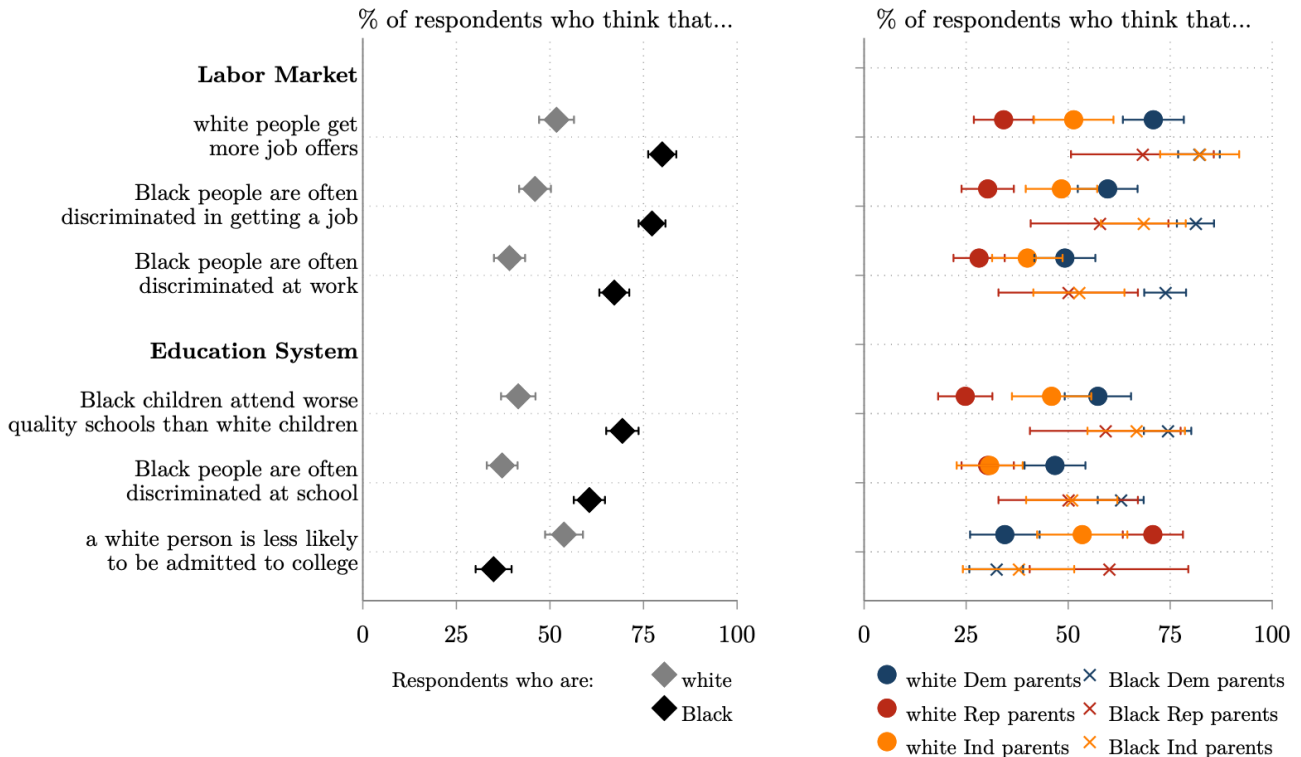 % of respondents who think that...
% of respondents who think that...
Labor Market
white people get
more job offers
Black people are often
discriminated in getting a job
Black people are often
discriminated at work
Education System
Black children attend worse
quality schools than white children
Black people are often
discriminated at school
a white person is less likely
to be admitted to college
0 25 50 75 100
0 25 50 75 100
Respondents who are:
white
Black
white Dem parents Black Dem parents
white Rep parents Black Rep parents
white Ind parents Black Ind parents